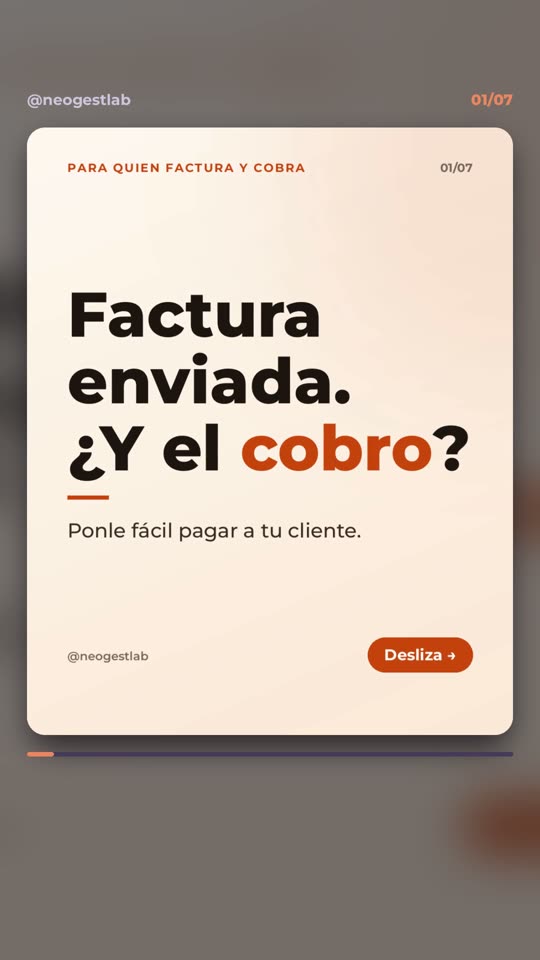 @neogestlab
01/07
PARA QUIEN FACTURA Y COBRA
01/07
Factura
enviada.
¿Y el cobro?
Ponle fácil pagar a tu cliente.
@neogestlab
Desliza →